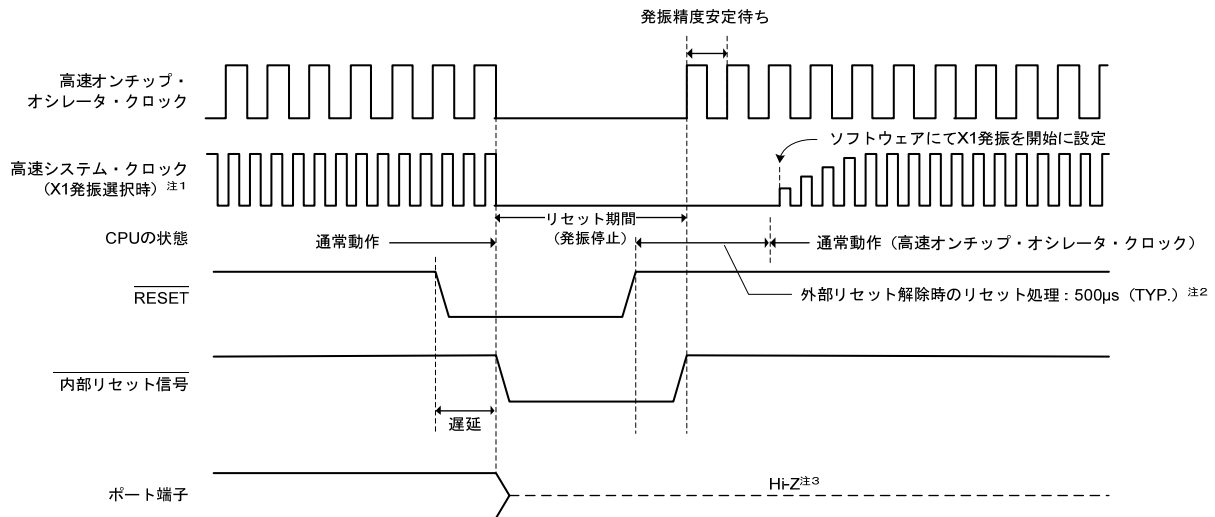 発振精度安定待ち
高速オンチップ・
オシレータ・クロック
ソフトウェアにてX1発振を開始に設定
高速システム・クロック
（X1発振選択時）注1
リセット期間
（発振停止）
CPUの状態
通常動作
通常動作（高速オンチップ・オシレータ・クロック）
RESET
外部リセット解除時のリセット処理：500μs（TYP.）注2
内部リセット信号
遅延
ポート端子
Hi-Z注3